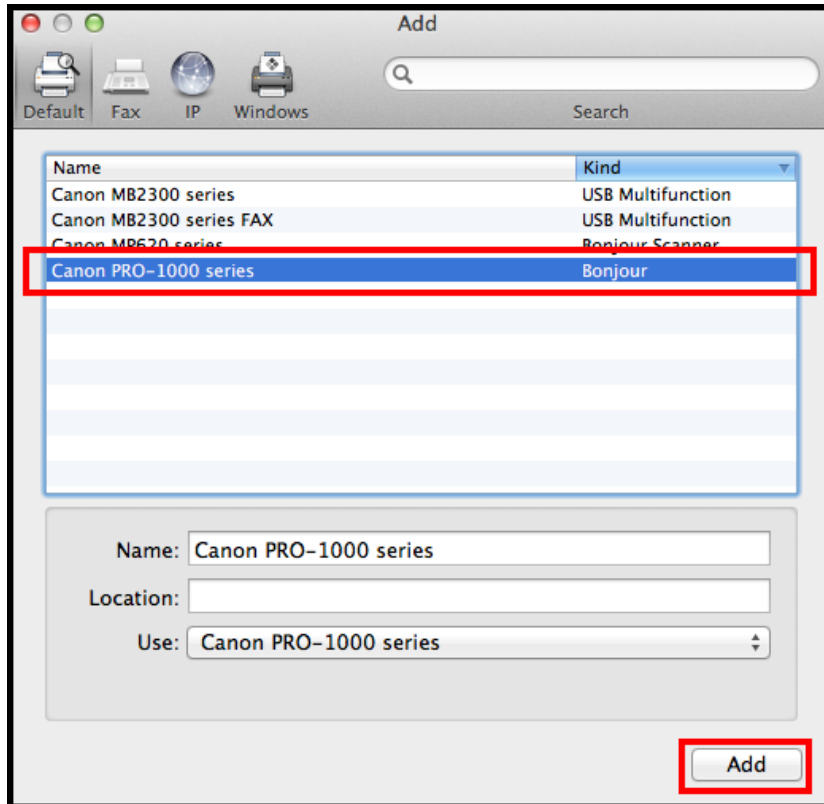 Add
Default Fax IP Windows Search
Name Kind
Canon MB2300 series USB Multifunction
Canon MB2300 series FAX USB Multifunction
Canon MP620 series Bonjour Scanner
Canon PRO-1000 series Bonjour
Name: Canon PRO-1000 series
Location:
Use: Canon PRO-1000 series
Add